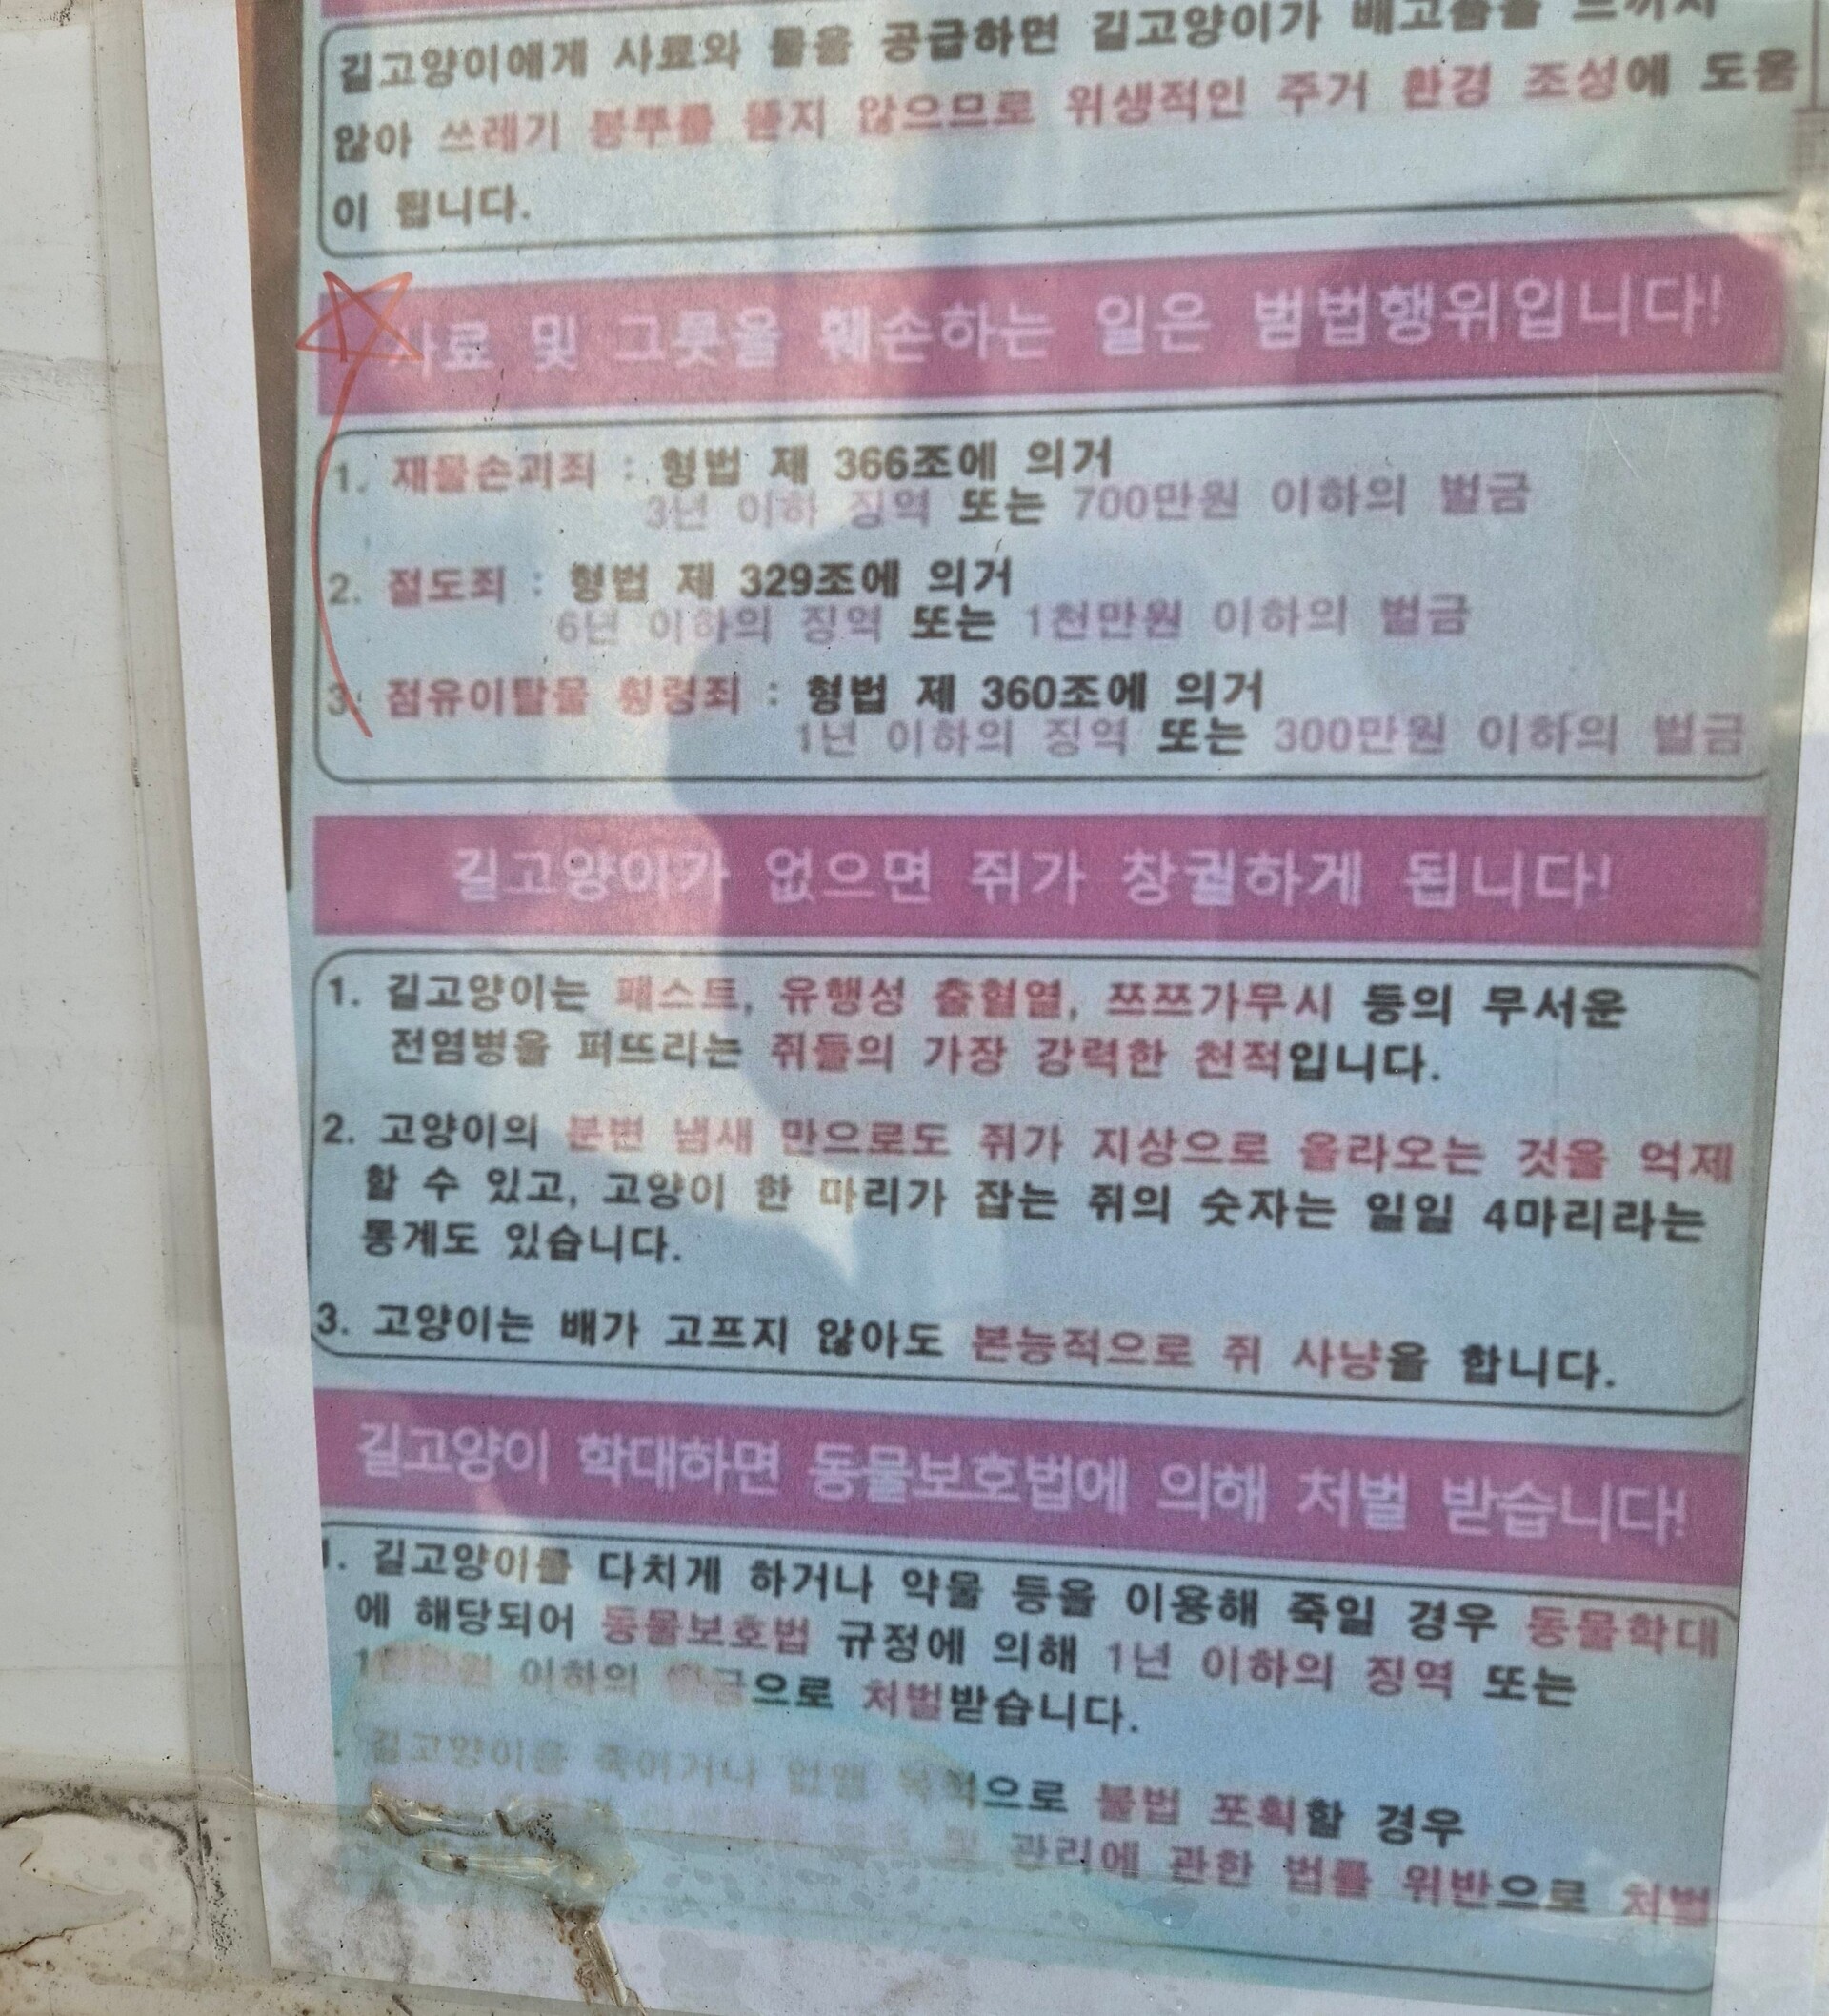 길고양이에게 사료와 물을 공급하면 길고양이가 배고픔을 느끼지
않아 쓰레기 봉투를 뜯지 않으므로 위생적인 주거 환경 조성에 도움
이 됩니다.
사료 및 그릇을 훼손하는 일은 범법행위입니다!
1. 재물손괴죄 : 형법 제 366조에 의거
3년 이하 징역 또는 700만원 이하의 벌금
2. 절도죄 : 형법 제 329조에 의거
6년 이하의 징역 또는 1천만원 이하의 벌금
3. 점유이탈물 횡령죄 : 형법 제 360조에 의거
1년 이하의 징역 또는 300만원 이하의 벌금
길고양이가 없으면 쥐가 창궐하게 됩니다!
1. 길고양이는 패스트, 유행성 출혈열, 쯔쯔가무시 등의 무서운
전염병을 퍼뜨리는 쥐들의 가장 강력한 천적입니다.
2. 고양이의 분변 냄새 만으로도 쥐가 지상으로 올라오는 것을 억제
할 수 있고, 고양이 한 마리가 잡는 쥐의 숫자는 일일 4마리라는
통계도 있습니다.
3. 고양이는 배가 고프지 않아도 본능적으로 쥐 사냥을 합니다.
길고양이 학대하면 동물보호법에 의해 처벌 받습니다!
1. 길고양이를 다치게 하거나 약물 등을 이용해 죽일 경우 동물학대
에 해당되어 동물보호법 규정에 의해 1년 이하의 징역 또는
이하의 벌금으로 처벌받습니다.
길고양이를 죽이거나 없앨 목적으로 불법 포획할 경우
및 관리에 관한 법률 위반으로 처벌